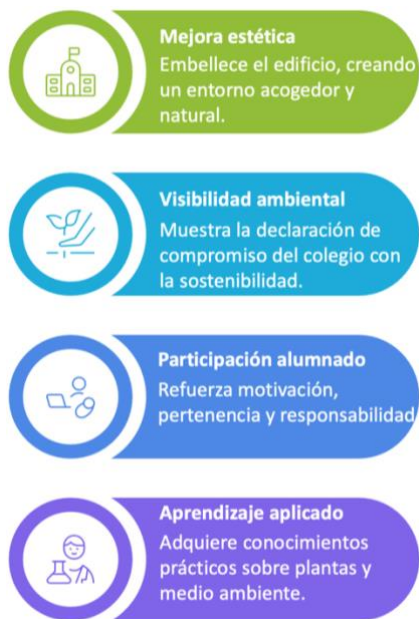 Mejora estética
Embellece el edificio, creando
un entorno acogedor y
natural.
Visibilidad ambiental
Muestra la declaración de
compromiso del colegio con
la sostenibilidad.
Participación alumnado
Refuerza motivación,
pertenencia y responsabilidad
Aprendizaje aplicado
Adquiere conocimientos
prácticos sobre plantas y
medio ambiente.